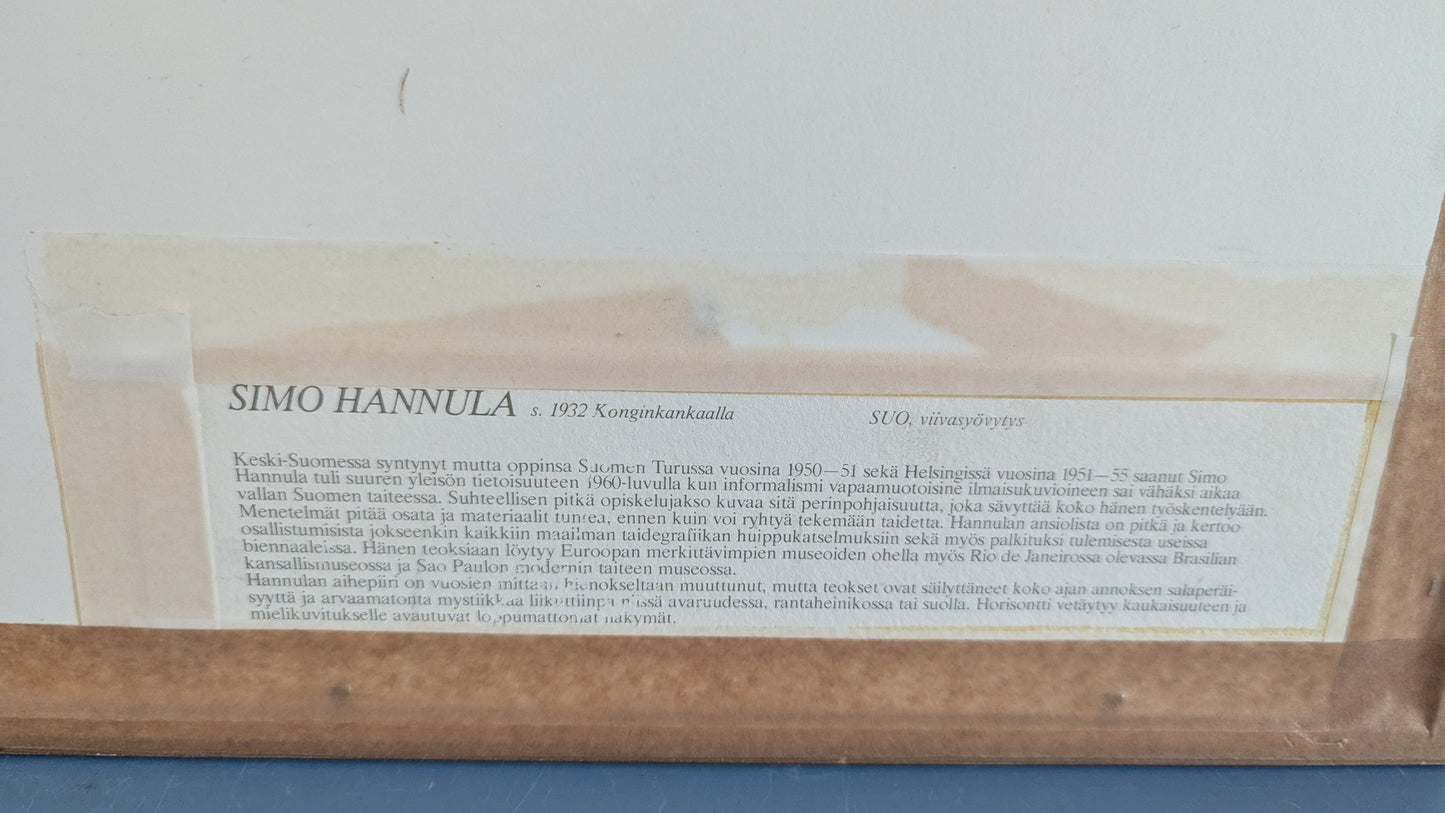 SIMO HANNULA s. 1932 Konginkankaalla SUO, viivasyövytys
Keski-Suomessa syntynyt mutta oppinsa Suomen Turussa vuosina 1950—51 sekä Helsingissä vuosina 1951—55 saanut Simo
Hannula tuli suuren yleisön tietoisuuteen 1960-luvulla kun informalismi vapaamuotoisine ilmaisukuvioineen sai vähäksi aikaa
vallan Suomen taiteessa. Suhteellisen pitkä opiskelujakso kuvaa sitä perinpohjaisuutta, joka sävyttää koko hänen työskentelyään.
Menetelmät pitää osata ja materiaalit tuntea, ennen kuin voi ryhtyä tekemään taidetta. Hannulan ansiolista on pitkä ja kertoo
osallistumisista jokseenkin kaikkiin maailman taidegrafiikan huippukatselmuksiin sekä myös palkituksi tulemisesta useissa
biennaaleissa. Hänen teoksiaan löytyy Euroopan merkittävimpien museoiden ohella myös Rio de Janeirossa olevassa Brasilian
kansallismuseossa ja Sao Paulon modernin taiteen museossa.
Hannulan aihepiiri on vuosien mittaan hienokseltaan muuttunut, mutta teokset ovat säilyttäneet koko ajan annoksen salaperäi-
syyttä ja arvaamatonta mystiikkaa liikuttiinpa niissä avaruudessa, rantaheinikossa tai suolla. Horisontti vetäytyy kaukaisuuteen ja
mielikuvitukselle avautuvat loppumattomat näkymät.